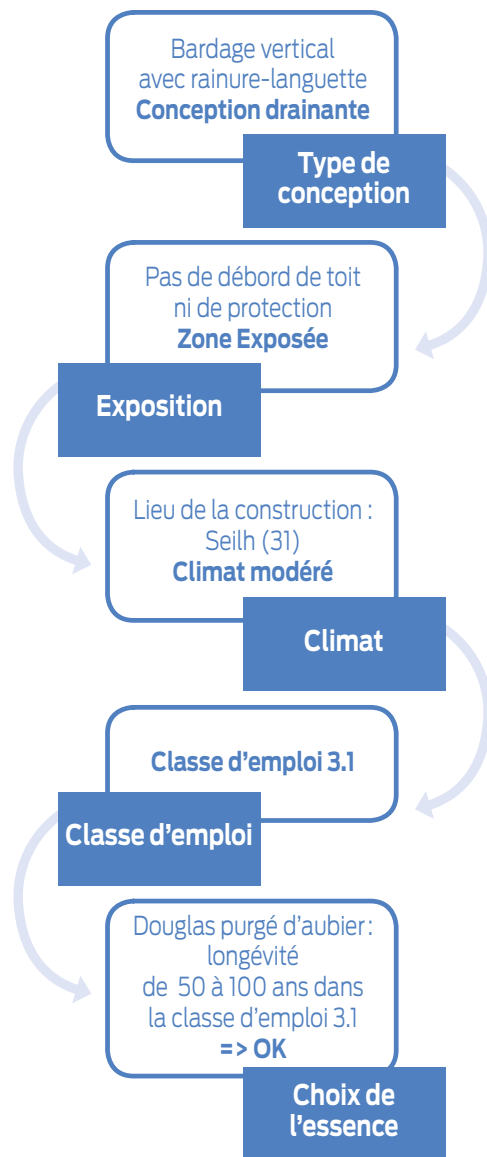 Bardage vertical
avec rainure-languette
Conception drainante
Type de
conception
Pas de débord de toit
ni de protection
Zone Exposée
Exposition
Lieu de la construction :
Seilh (31)
Climat modéré
Climat
Classe d'emploi 3.1
Classe d'emploi
Douglas purgé d'aubier :
longévité
de 50 à 100 ans dans
la classe d'emploi 3.1
=> OK
Choix de
l'essence